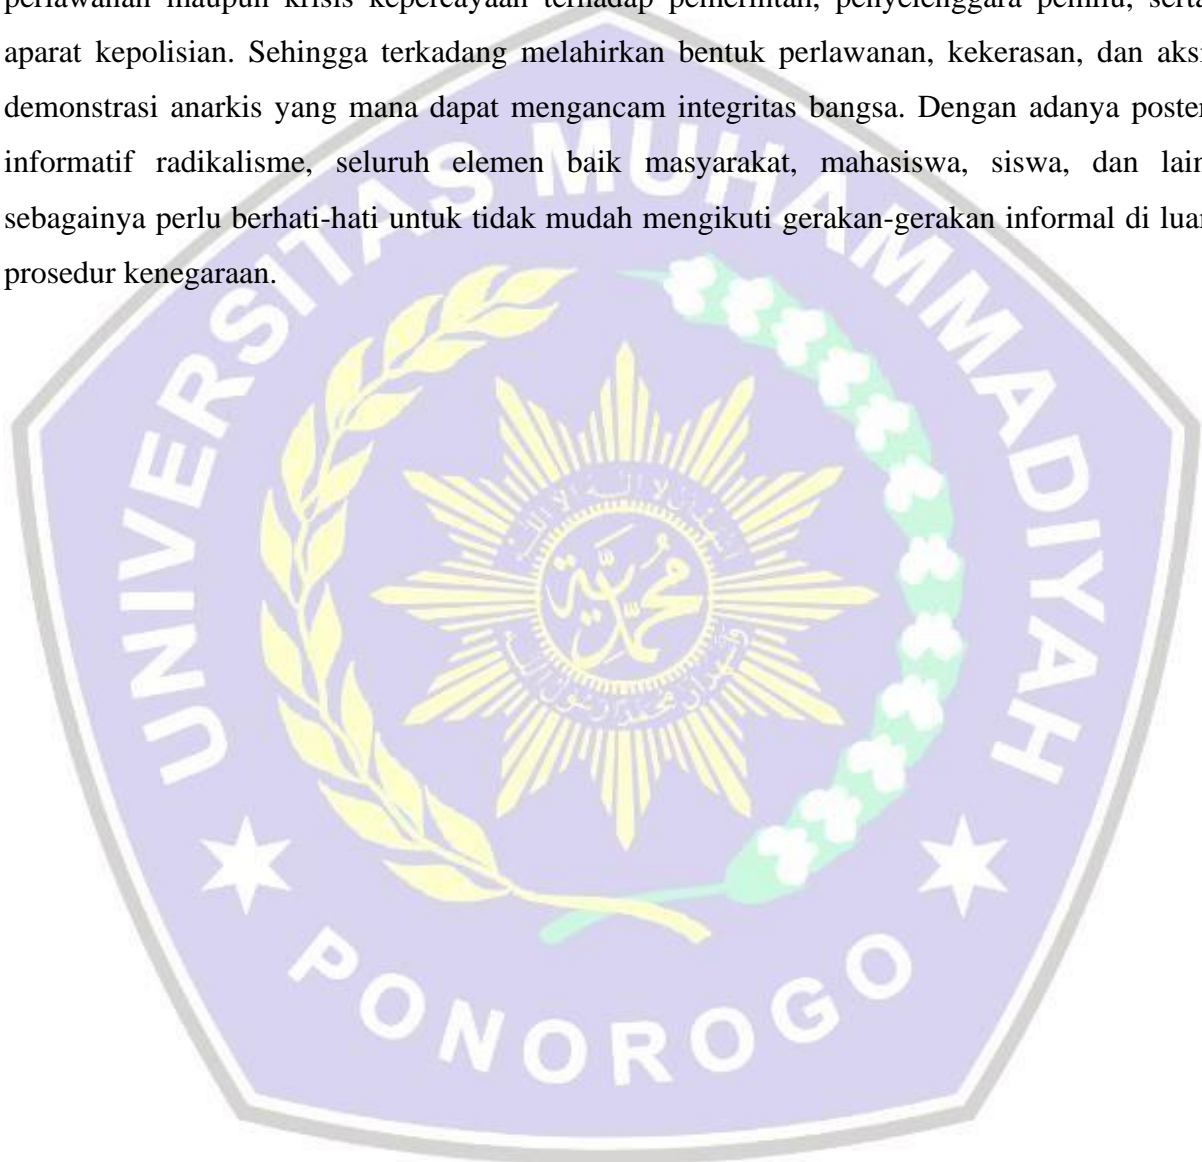 perlawanan maupun krisis kepercayaan terhadap pemerintah, penyelenggara pemilu, serta
aparat kepolisian. Sehingga terkadang melahirkan bentuk perlawanan, kekerasan, dan aksi
demonstrasi anarkis yang mana dapat mengancam integritas bangsa. Dengan adanya poster
informatif radikalisme, seluruh elemen baik masyarakat, mahasiswa, siswa, dan lain
sebagainya perlu berhati-hati untuk tidak mudah mengikuti gerakan-gerakan informal di luar
prosedur kenegaraan.
UNIVERSITAS MUHAMMADIYAH
محمدية
PONOROGO